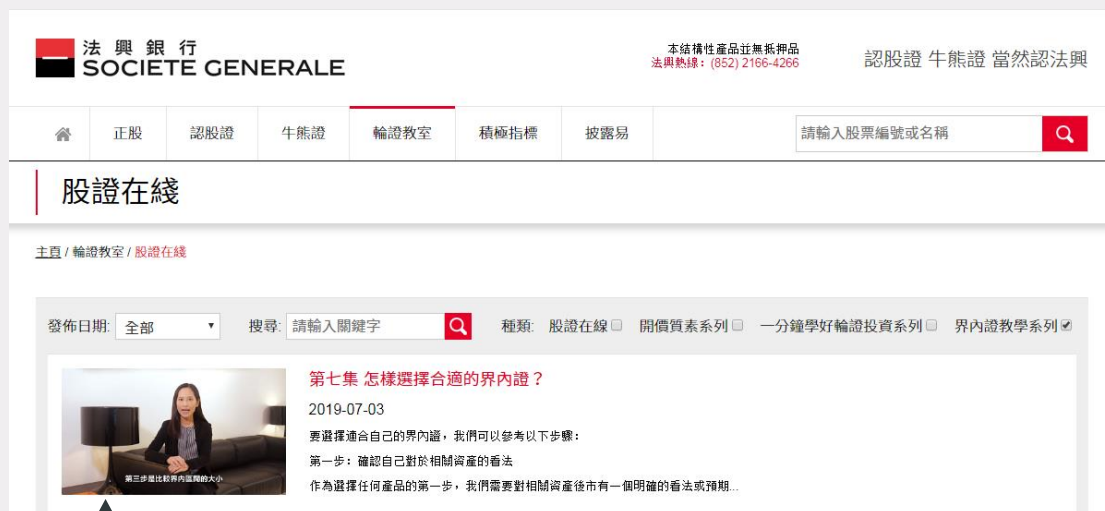 法興銀行
SOCIETE GENERALE
本結構性產品並無抵押品
法興熱線: (852) 2166-4266
認股證 牛熊證 當然認法興
正股 認股證 牛熊證 輪證教室 積極指標 披露易
請輸入股票編號或名稱
股證在綫
主頁 / 輪證教室 / 股證在綫
發佈日期: 全部 搜尋: 請輸入關鍵字 種類: 股證在線 開價質素系列 一分鐘學好輪證投資系列 界內證教學系列
第七集 怎樣選擇合適的界內證？
2019-07-03
要選擇適合自己的界內證，我們可以參考以下步驟：
第一步：確認自己對於相關資產的看法
作為選擇任何產品的第一步，我們需要對相關資產後市有一個明確的看法或預期...
第三步是比較界內區間的大小